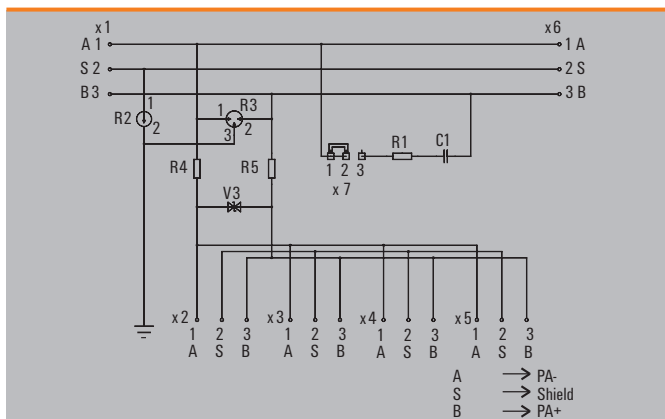 x1 x6
A 1 1 A
S 2 2 S
B 3 3 B
R2 1 2
1 R3 3 2
R4 R5
R1 C1
1 2 3
x 7
V3
x2 x3 x4 x5
1 2 3 1 2 3 1 2 3 1 2 3
A S B A S B A S B A S B
A PA-
S Shield
B PA+